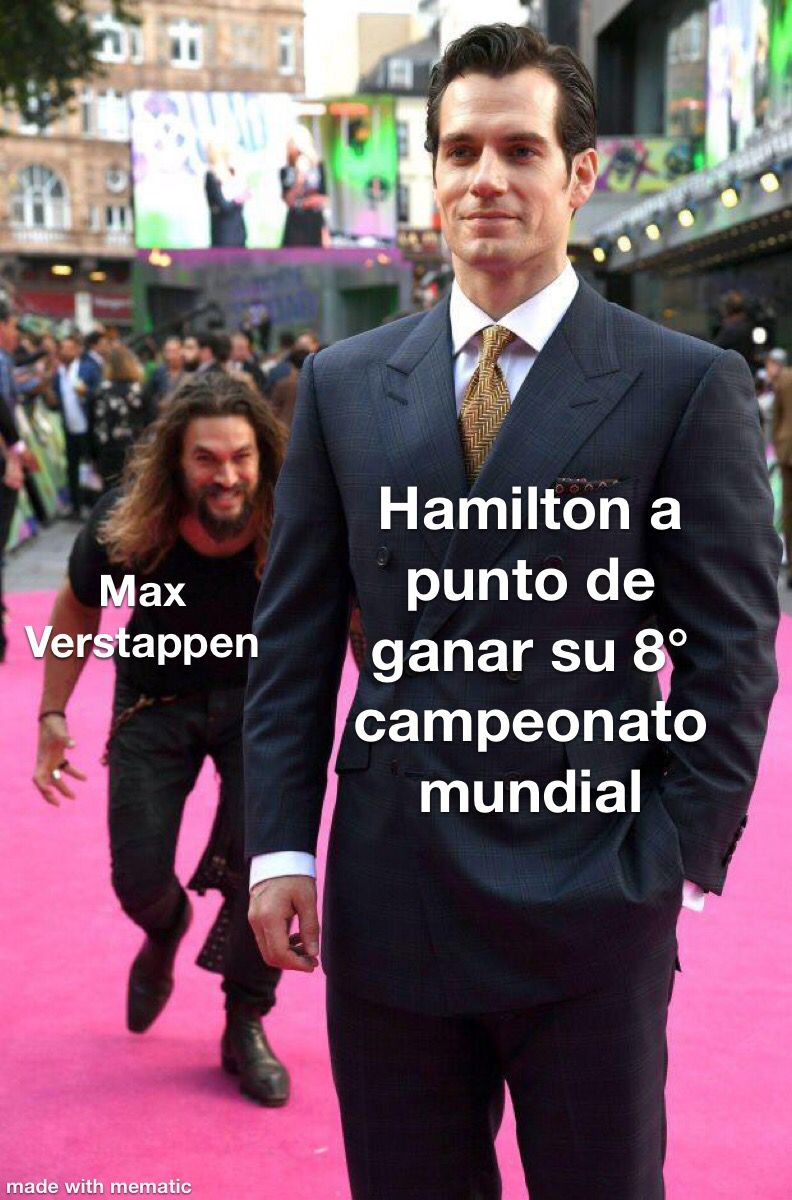 Max
Verstappen
Hamilton a
punto de
ganar su 8°
campeonato
mundial
made with mematic